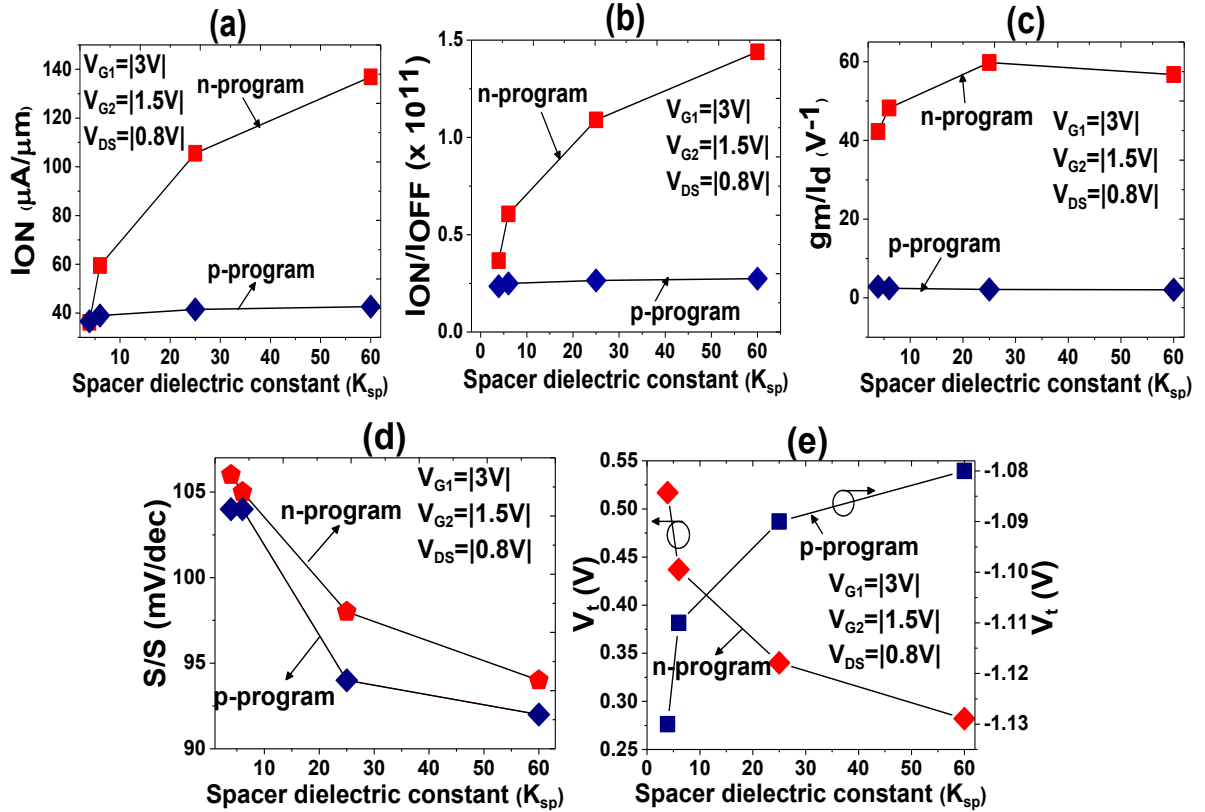 (a)
I_ON (μA/μm)
140
120
100
80
60
40
V_G1=|3V|
V_G2=|1.5V|
V_DS=|0.8V|
n-program
p-program
10 20 30 40 50 60
Spacer dielectric constant (K_sp)
(b)
I_ON/I_OFF (x 10^11)
1.5
1.0
0.5
0.0
n-program
V_G1=|3V|
V_G2=|1.5V|
V_DS=|0.8V|
p-program
0 10 20 30 40 50 60
Spacer dielectric constant (K_sp)
(c)
gm/Id (V^-1)
60
40
20
0
n-program
V_G1=|3V|
V_G2=|1.5V|
V_DS=|0.8V|
p-program
10 20 30 40 50 60
Spacer dielectric constant (K_sp)
(d)
S/S (mV/dec)
105
100
95
90
V_G1=|3V|
V_G2=|1.5V|
V_DS=|0.8V|
n-program
p-program
10 20 30 40 50 60
Spacer dielectric constant (K_sp)
(e)
V_t (V)
0.55
0.50
0.45
0.40
0.35
0.30
0.25
p-program
V_G1=|3V|
V_G2=|1.5V|
V_DS=|0.8V|
n-program
-1.08
-1.09
-1.10
-1.11
-1.12
-1.13
V_t (V)
0 10 20 30 40 50 60
Spacer dielectric constant (K_sp)